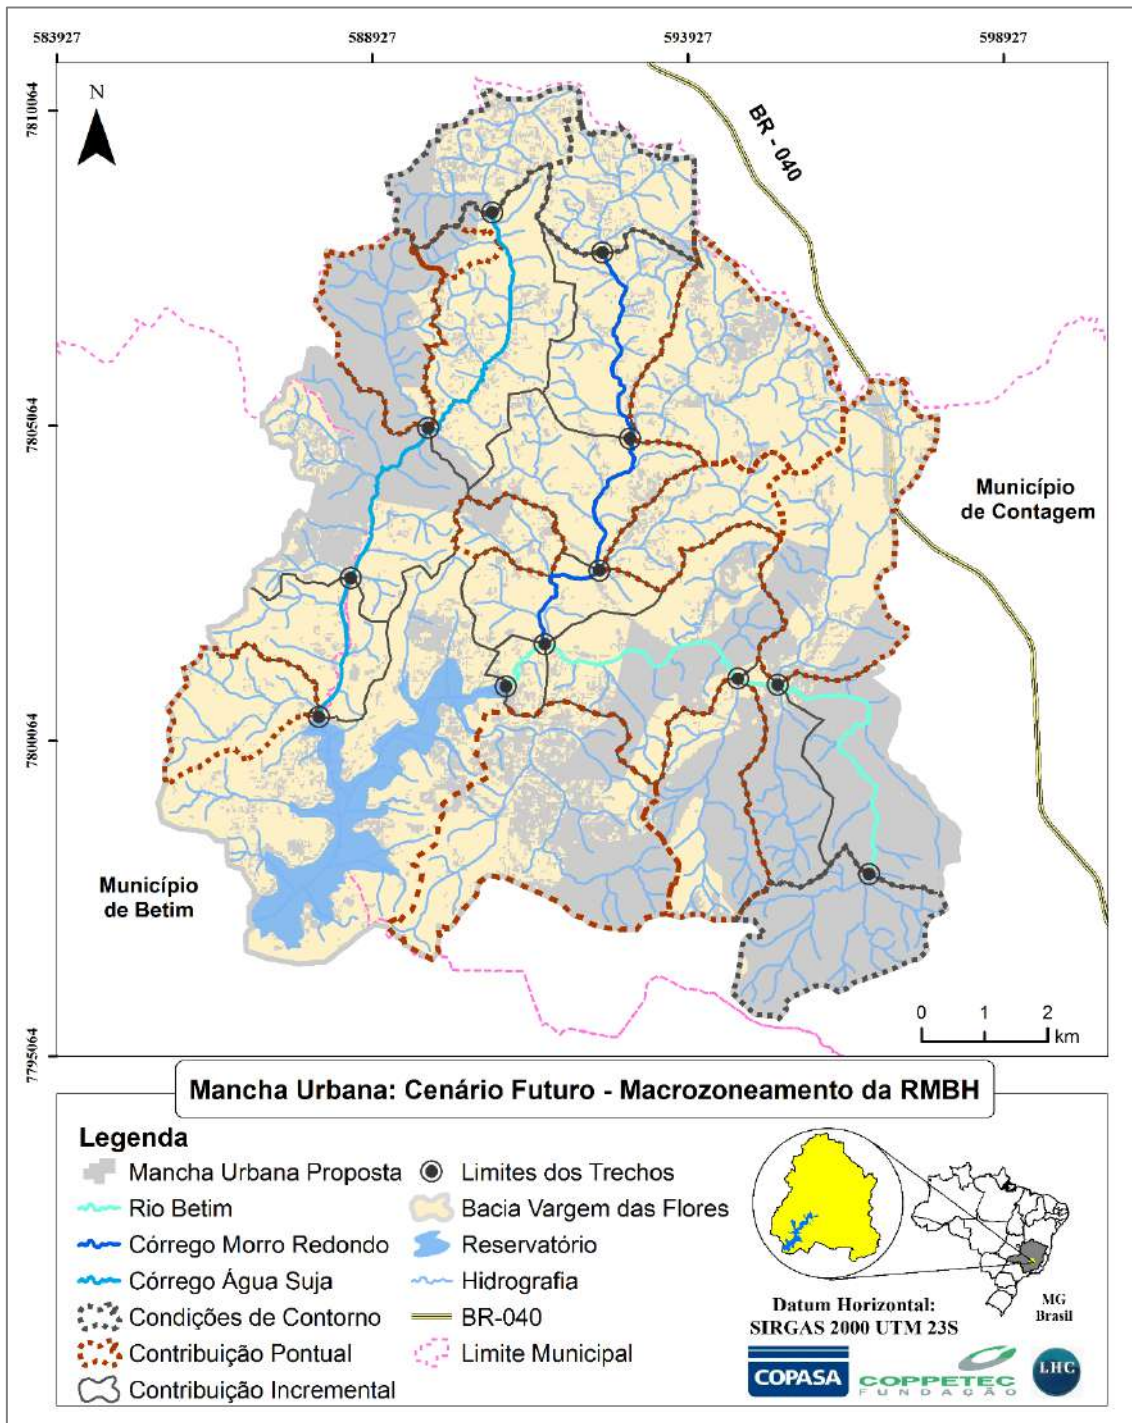 583927
588927
593927
598927
7810064
7805064
7800064
7795064
N
BR - 040
Município
de Contagem
Município
de Betim
0 1 2
km
Mancha Urbana: Cenário Futuro - Macrozoneamento da RMBH
Legenda
Mancha Urbana Proposta
Rio Betim
Córrego Morro Redondo
Córrego Água Suja
Condições de Contorno
Contribuição Pontual
Contribuição Incremental
Limites dos Trechos
Bacia Vargem das Flores
Reservatório
Hidrografia
BR-040
Limite Municipal
MG
Brasil
Datum Horizontal:
SIRGAS 2000 UTM 23S
COPASA
COPPETEC
FUNDAÇÃO
LHC